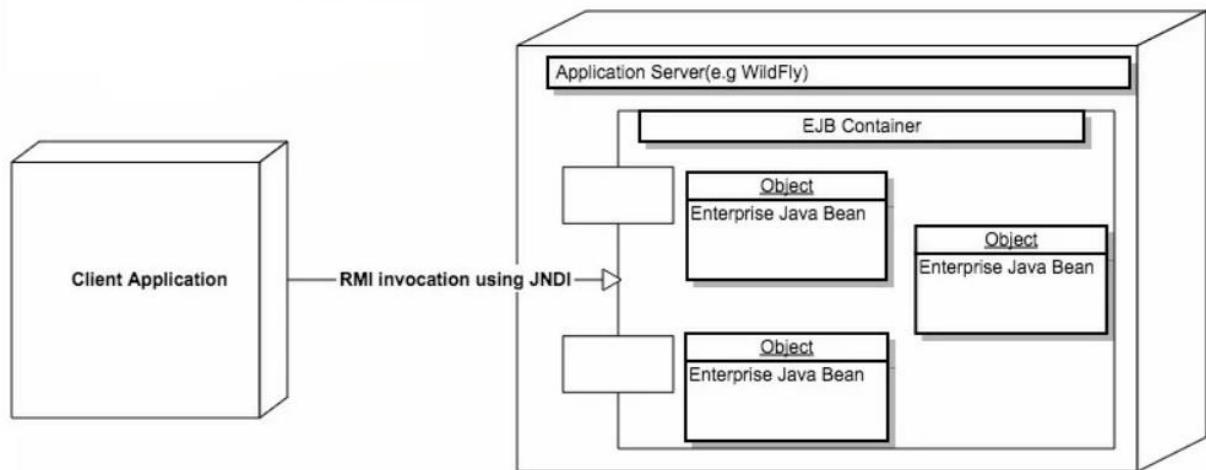 Application Server(e.g WildFly)
EJB Container
Object
Enterprise Java Bean
Object
Enterprise Java Bean
Client Application
RMI invocation using JNDI
Object
Enterprise Java Bean